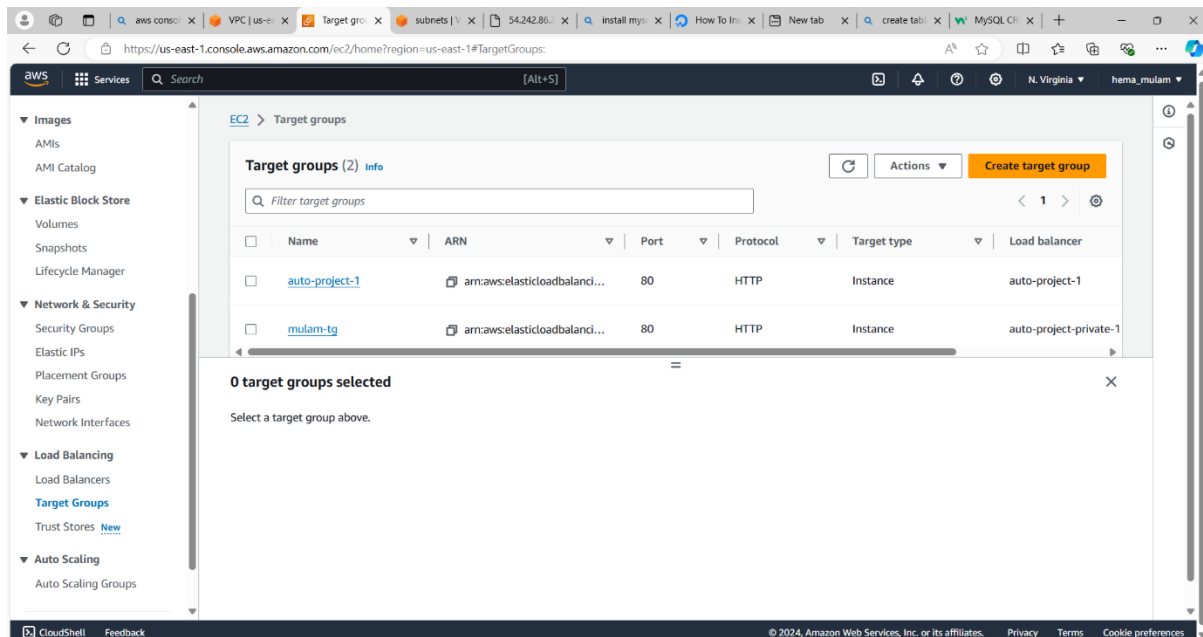 aws consol
VPC | us-e
Target grou
subnets | V
54.242.86.2
install mys
How To Ins
New tab
create tabl
MySQL CR
https://us-east-1.console.aws.amazon.com/ec2/home?region=us-east-1#TargetGroups:
aws
Services
Search
[Alt+S]
N. Virginia
hema_mulam
Images
AMIs
AMI Catalog
Elastic Block Store
Volumes
Snapshots
Lifecycle Manager
Network & Security
Security Groups
Elastic IPs
Placement Groups
Key Pairs
Network Interfaces
Load Balancing
Load Balancers
Target Groups
Trust Stores New
Auto Scaling
Auto Scaling Groups
EC2 > Target groups
Target groups (2) Info
Actions
Create target group
Filter target groups
1
Name ARN Port Protocol Target type Load balancer
auto-project-1 arn:aws:elasticloadbalanci... 80 HTTP Instance auto-project-1
mulam-tg arn:aws:elasticloadbalanci... 80 HTTP Instance auto-project-private-1
0 target groups selected
Select a target group above.
CloudShell Feedback © 2024, Amazon Web Services, Inc. or its affiliates. Privacy Terms Cookie preferences